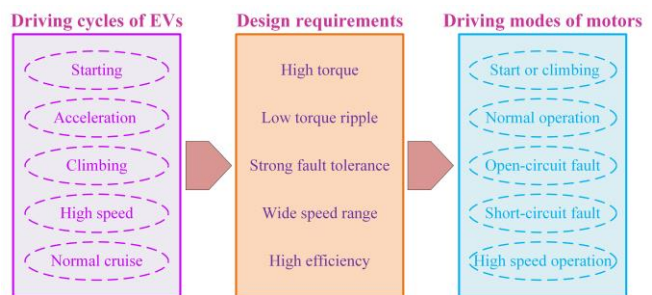 Driving cycles of EVs
Starting
Acceleration
Climbing
High speed
Normal cruise
Design requirements
High torque
Low torque ripple
Strong fault tolerance
Wide speed range
High efficiency
Driving modes of motors
Start or climbing
Normal operation
Open-circuit fault
Short-circuit fault
High speed operation